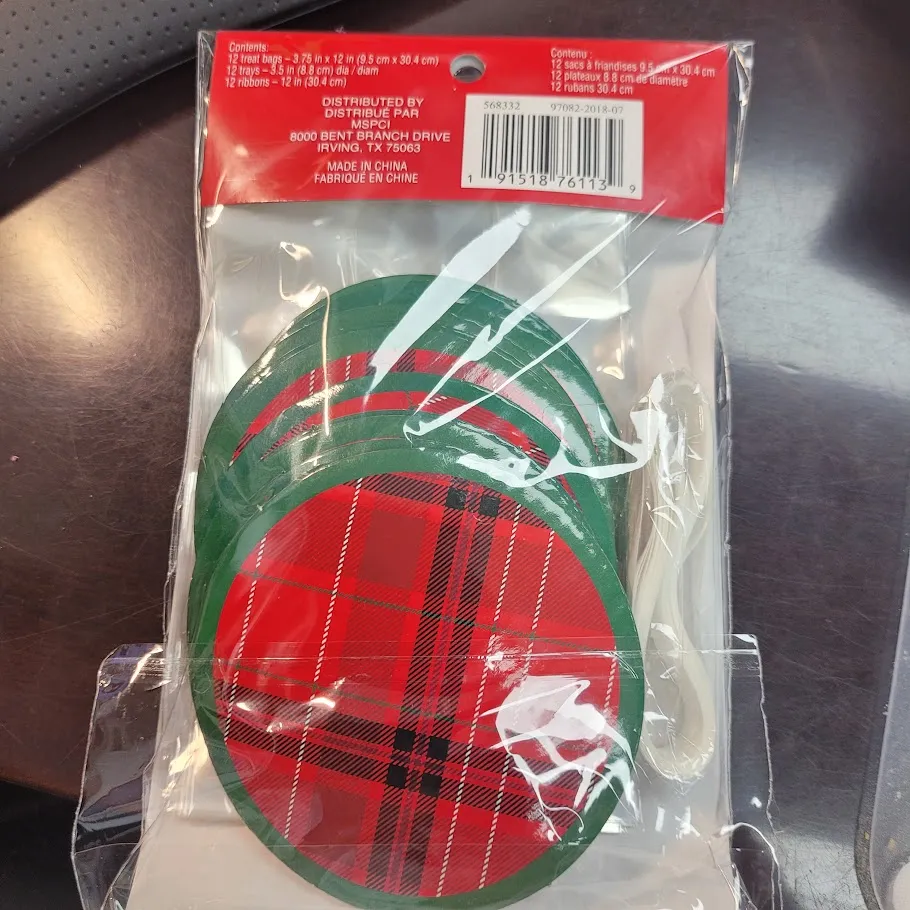 Contents:
12 treat bags – 3.75 in x 12 in (9.5 cm x 30.4 cm)
12 trays – 3.5 in (8.8 cm) dia / diam
12 ribbons – 12 in (30.4 cm)
Contenu :
12 sacs à friandises 9.5 cm x 30.4 cm
12 plateaux 8.8 cm de diamètre
12 rubans 30.4 cm
DISTRIBUTED BY
DISTRIBUÉ PAR
MSPCI
8000 BENT BRANCH DRIVE
IRVING, TX 75063
MADE IN CHINA
FABRIQUÉ EN CHINE
568332 97082-2018-07
1 91518 76113 9